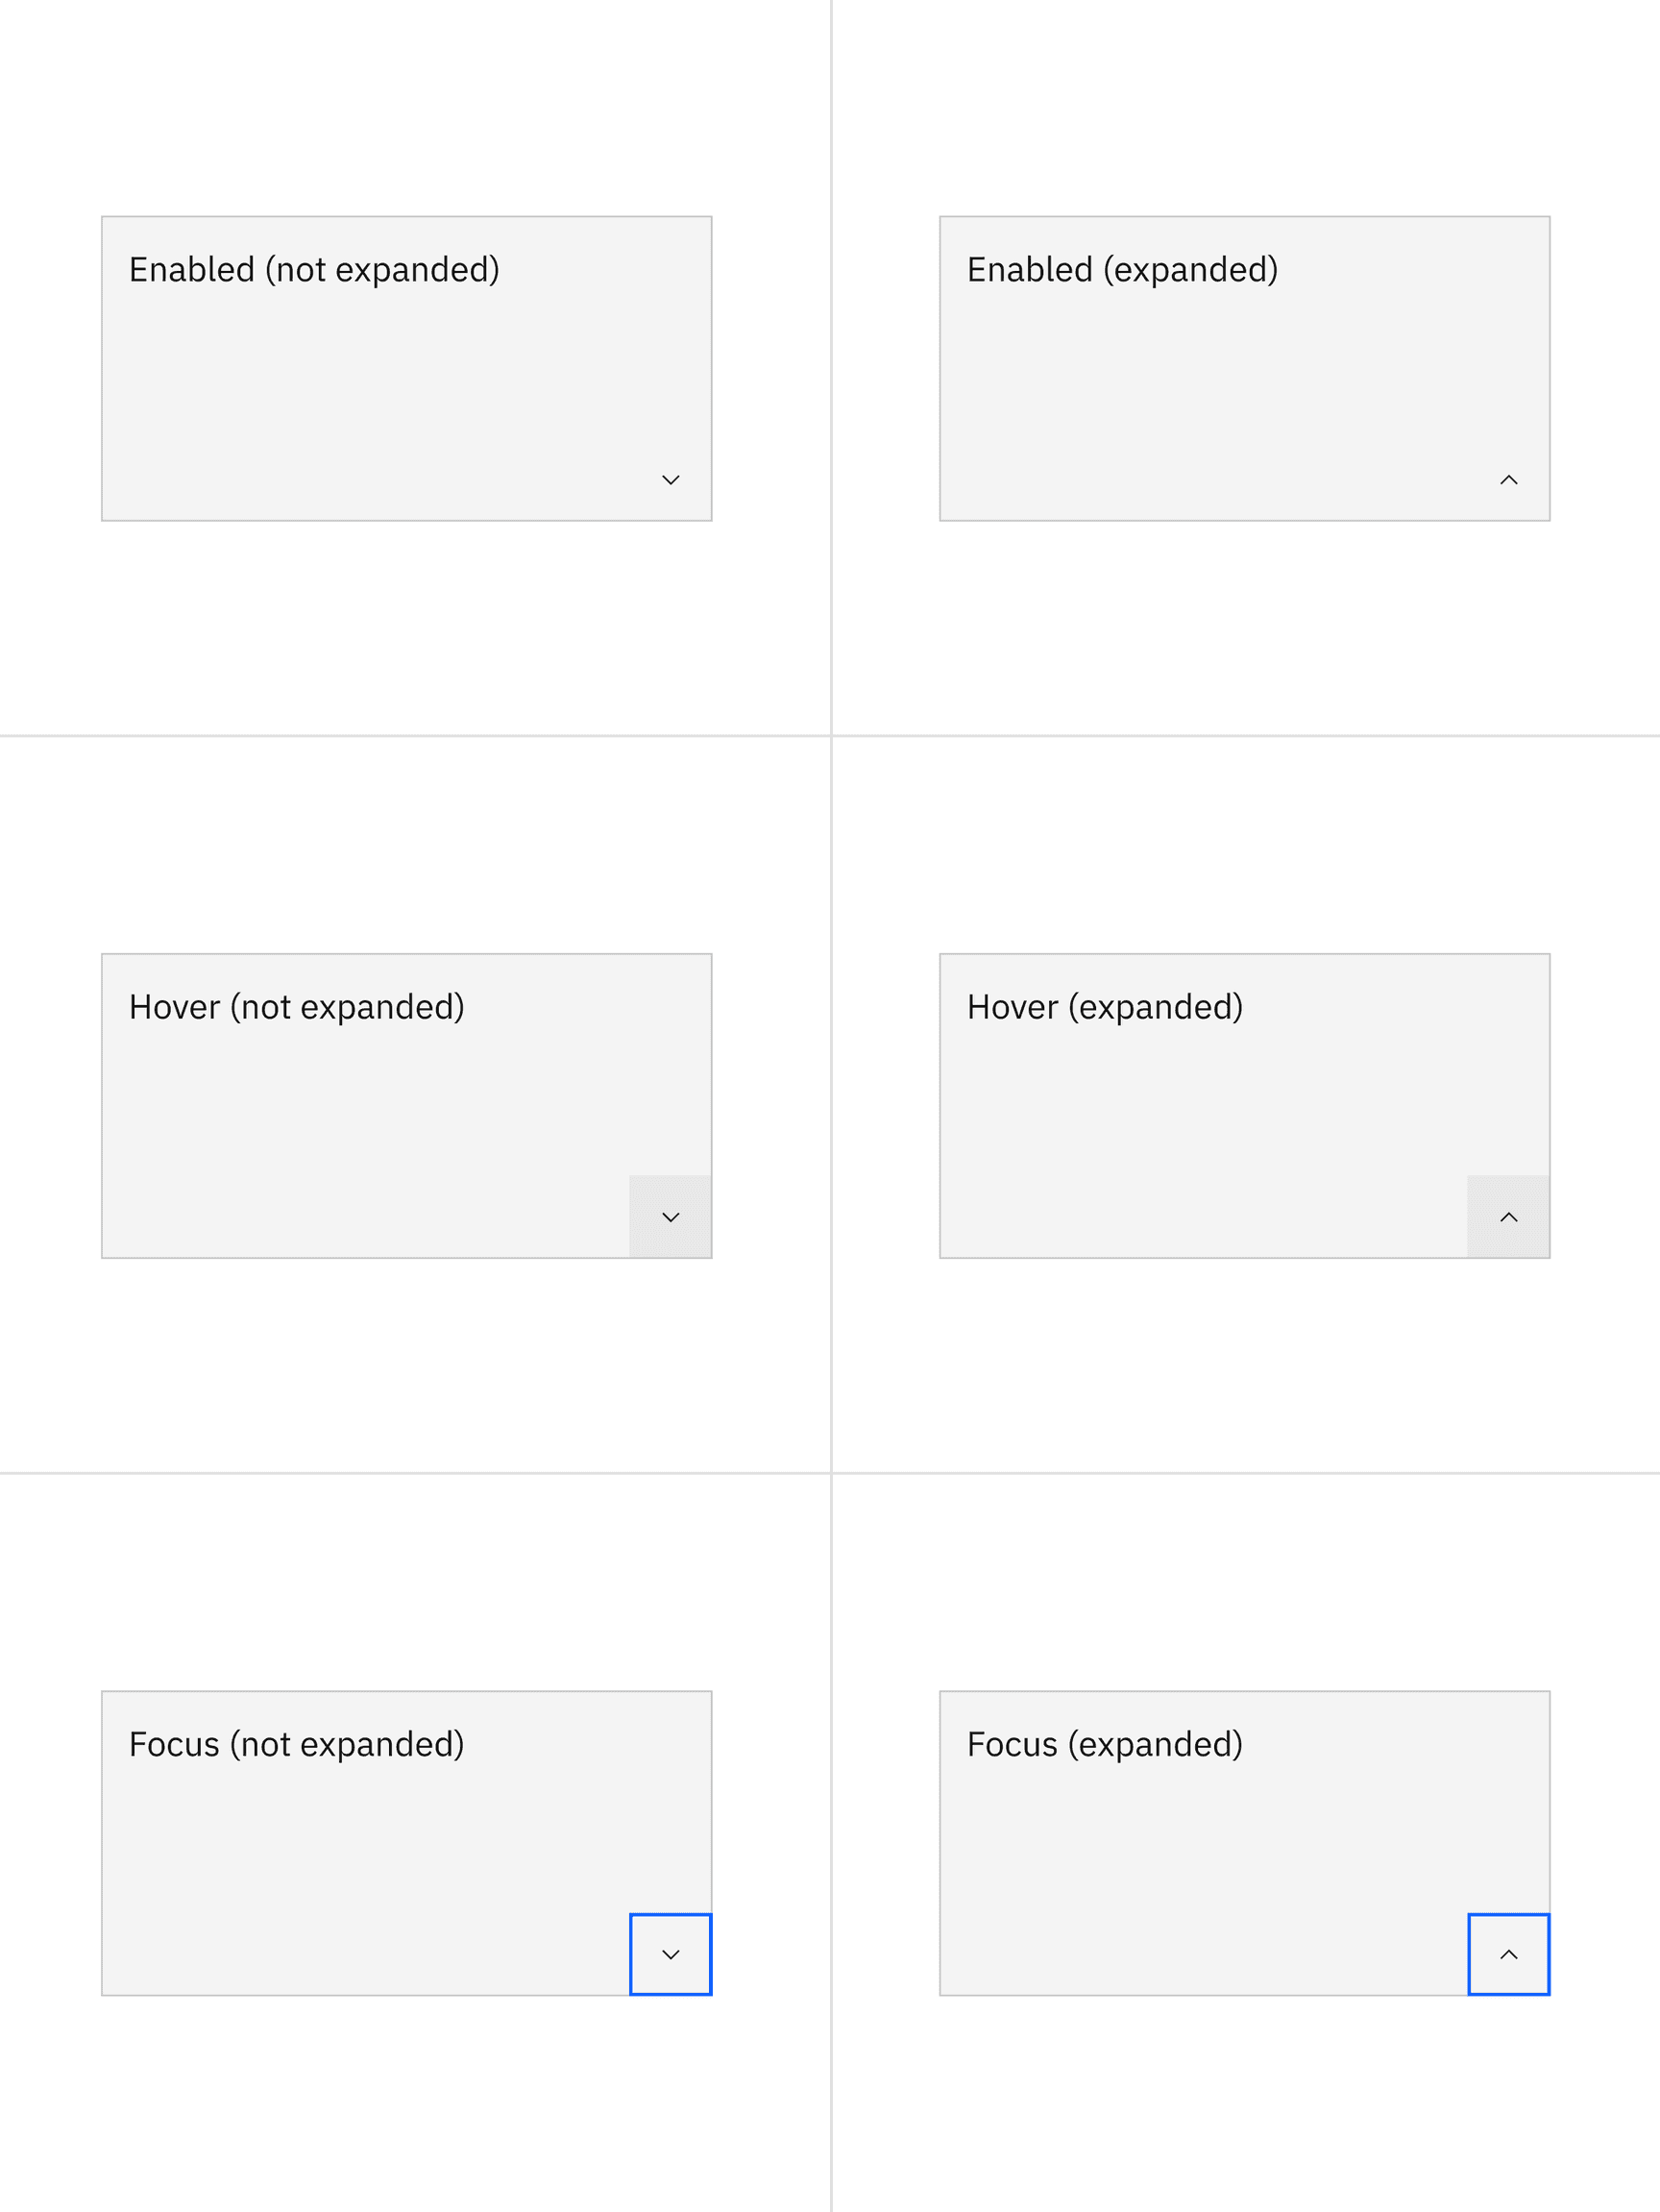 Enabled (not expanded)
Enabled (expanded)
Hover (not expanded)
Hover (expanded)
Focus (not expanded)
Focus (expanded)